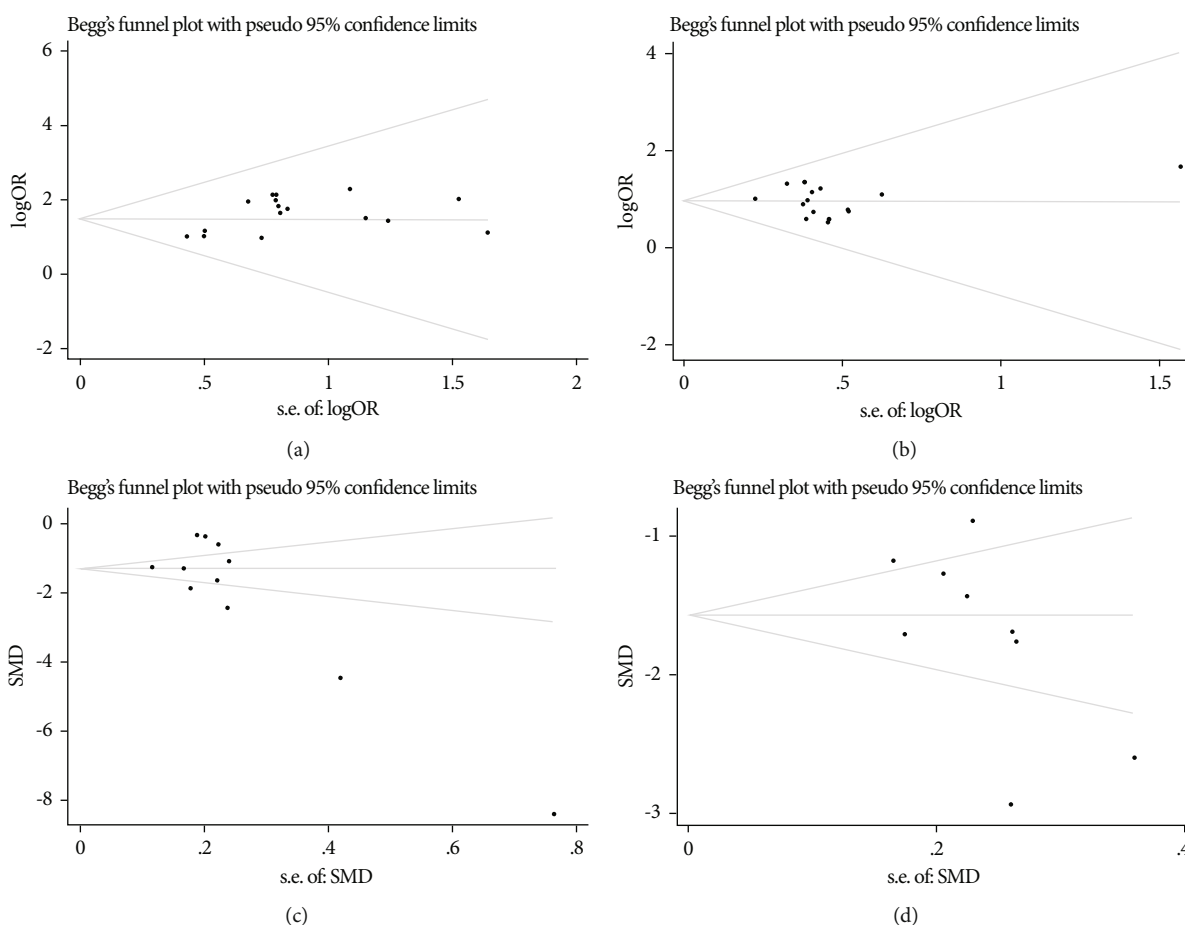 Begg's funnel plot with pseudo 95% confidence limits
6
4
2
0
-2
logOR
0 .5 1 1.5 2
s.e. of: logOR
(a)
Begg's funnel plot with pseudo 95% confidence limits
4
2
0
-2
logOR
0 .5 1 1.5
s.e. of: logOR
(b)
Begg's funnel plot with pseudo 95% confidence limits
0
-2
-4
-6
-8
SMD
0 .2 .4 .6 .8
s.e. of: SMD
(c)
Begg's funnel plot with pseudo 95% confidence limits
-1
-2
-3
SMD
0 .2 .4
s.e. of: SMD
(d)